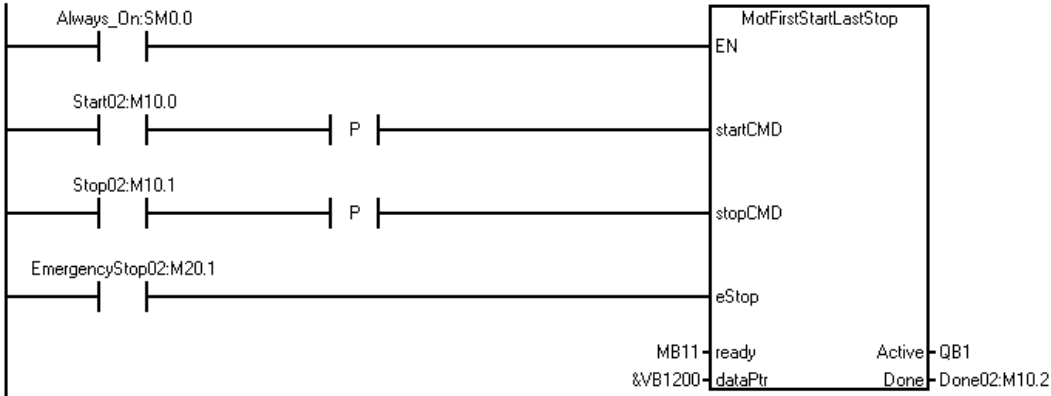 Always_On:SM0.0
MotFirstStartLastStop
EN
Start02:M10.0
P
startCMD
Stop02:M10.1
P
stopCMD
EmergencyStop02:M20.1
eStop
MB11 ready Active QB1
&VB1200 dataPtr Done Done02:M10.2